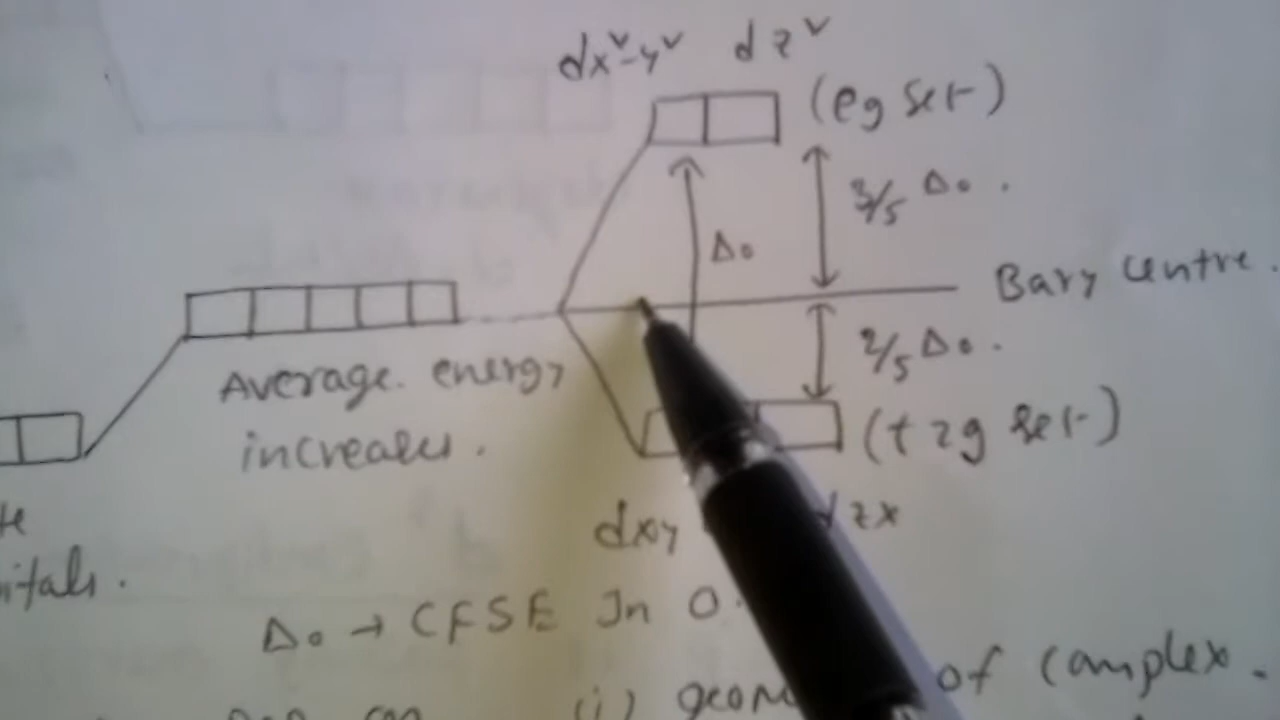 dx²-y² dz²
(eg set)
3/5 Δo.
Δo
Bary centre.
Average energy
increases.
2/5 Δo.
(t2g set)
dxy dzx
Δo → CFSE In O
of complex.
(i)